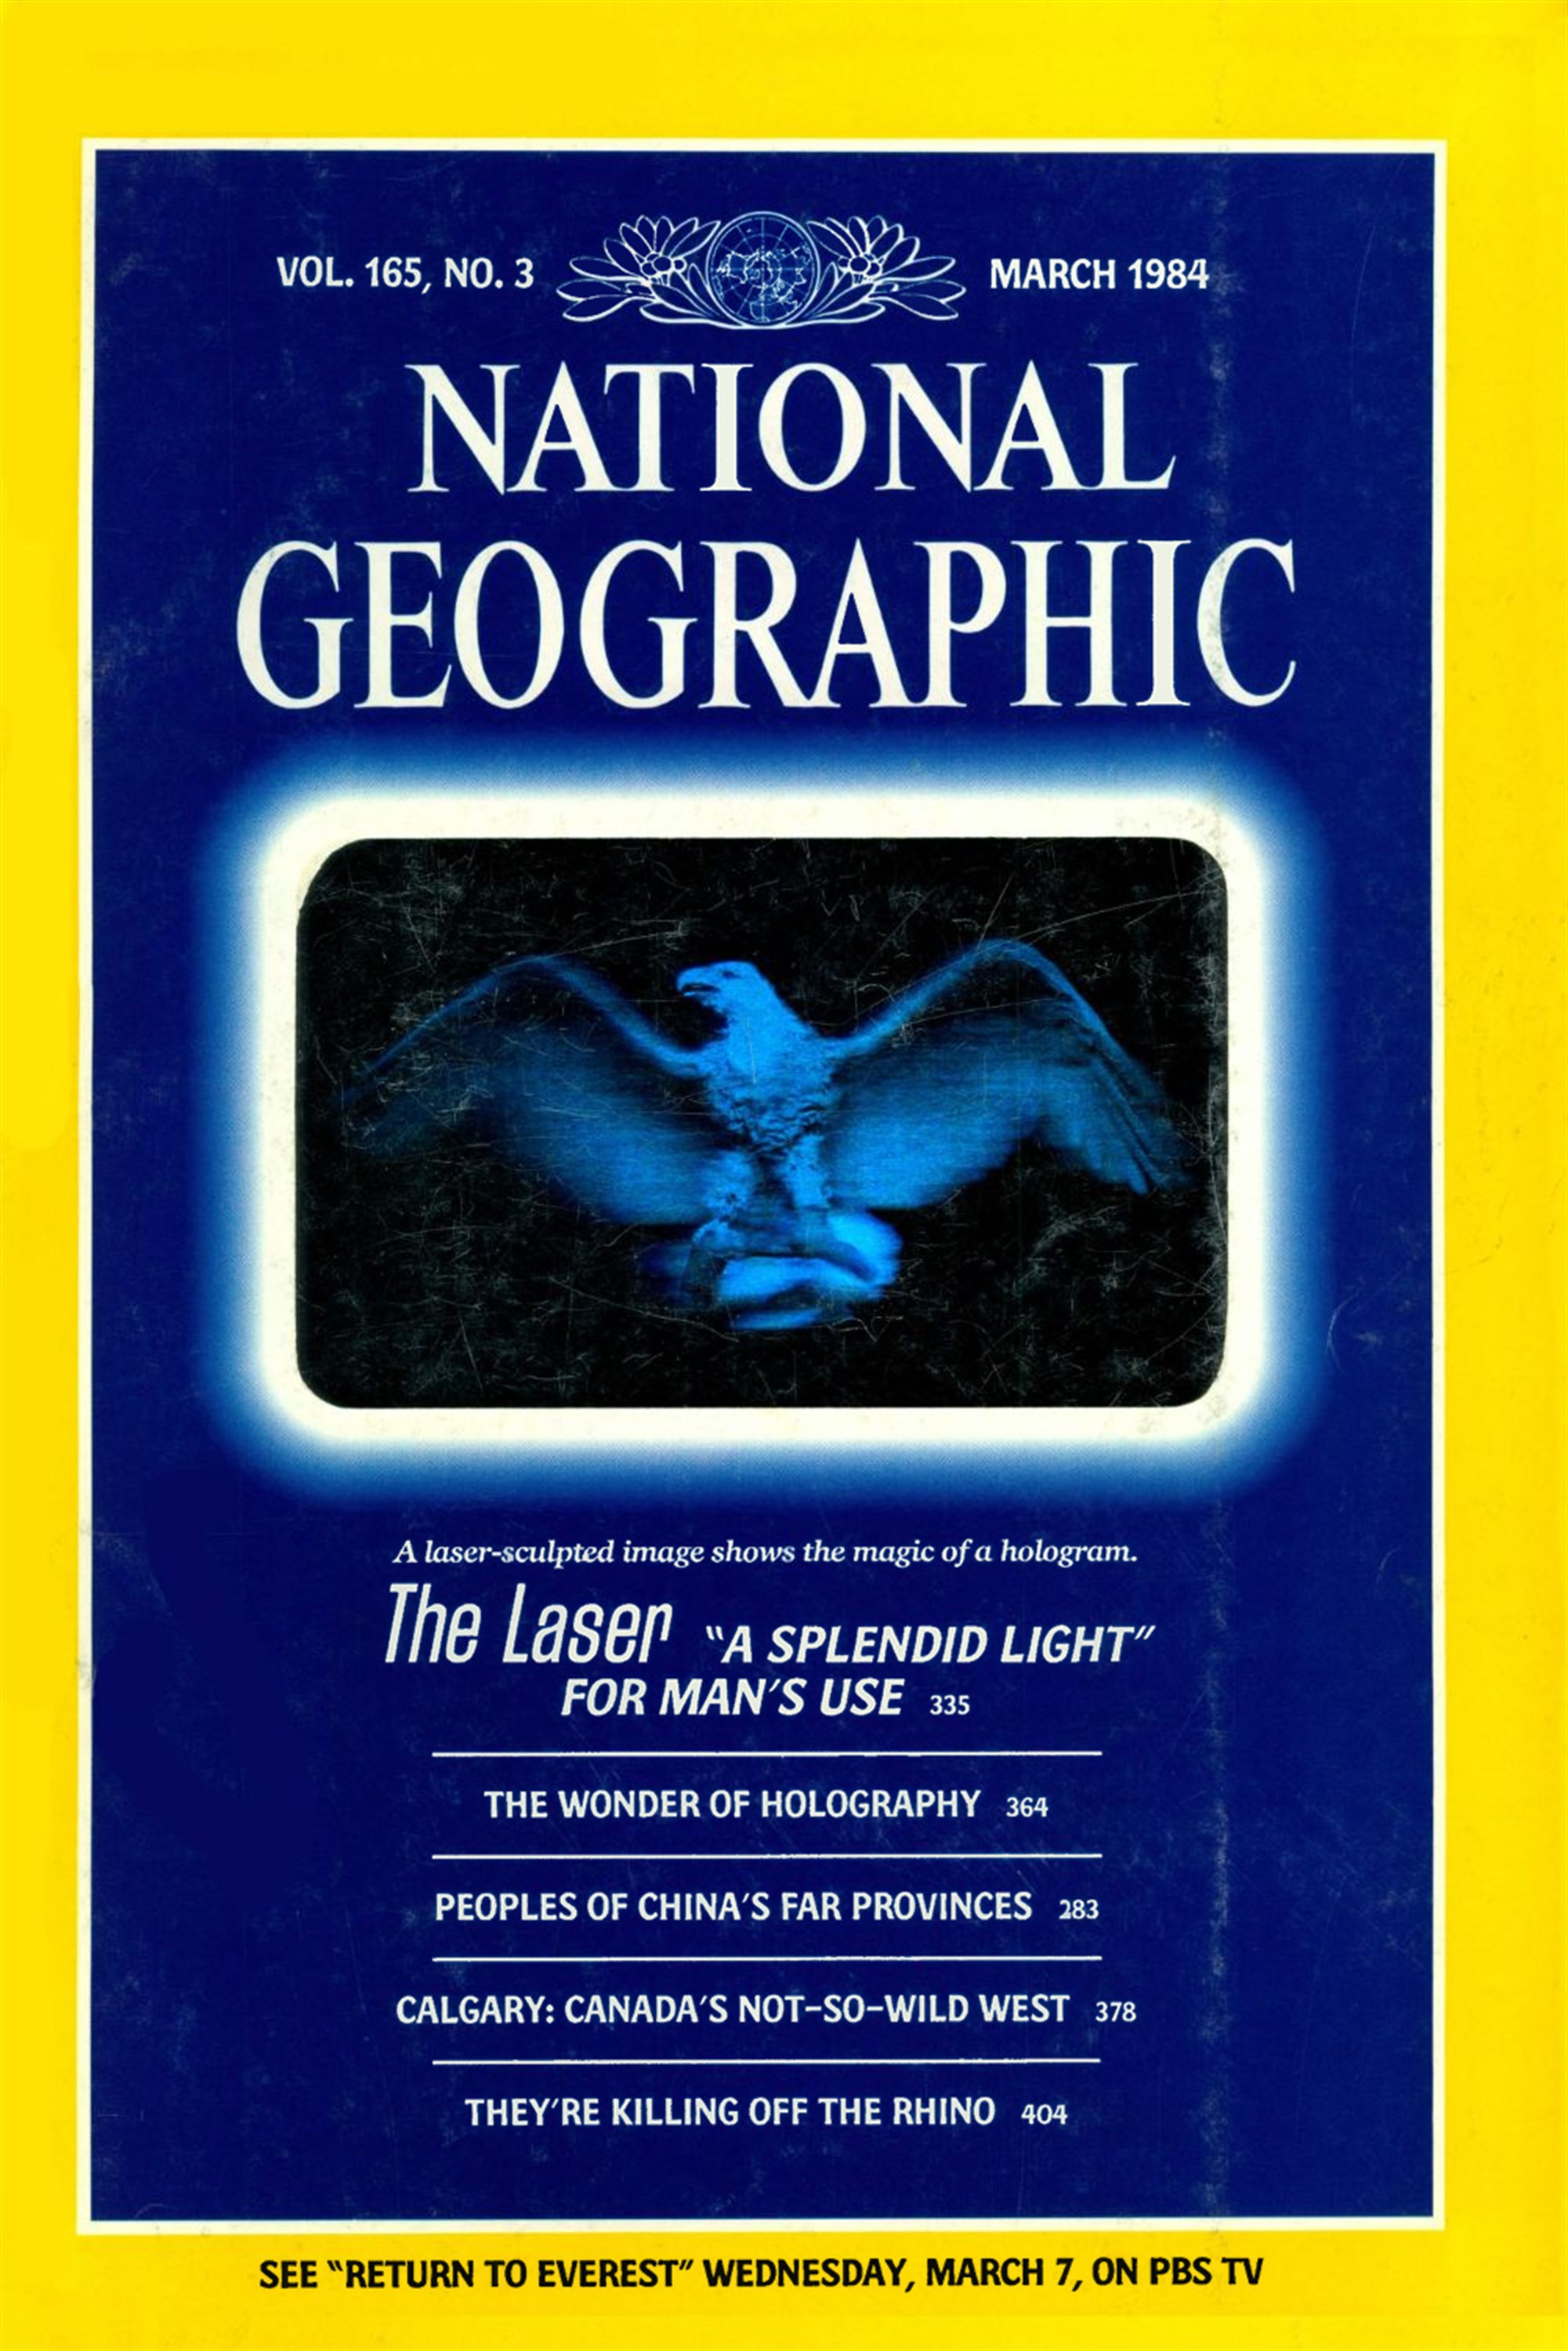 VOL. 165, NO. 3 MARCH 1984
NATIONAL
GEOGRAPHIC
A laser-sculpted image shows the magic of a hologram.
The Laser "A SPLENDID LIGHT"
FOR MAN'S USE 335
THE WONDER OF HOLOGRAPHY 364
PEOPLES OF CHINA'S FAR PROVINCES 283
CALGARY: CANADA'S NOT-SO-WILD WEST 378
THEY'RE KILLING OFF THE RHINO 404
SEE "RETURN TO EVEREST" WEDNESDAY, MARCH 7, ON PBS TV